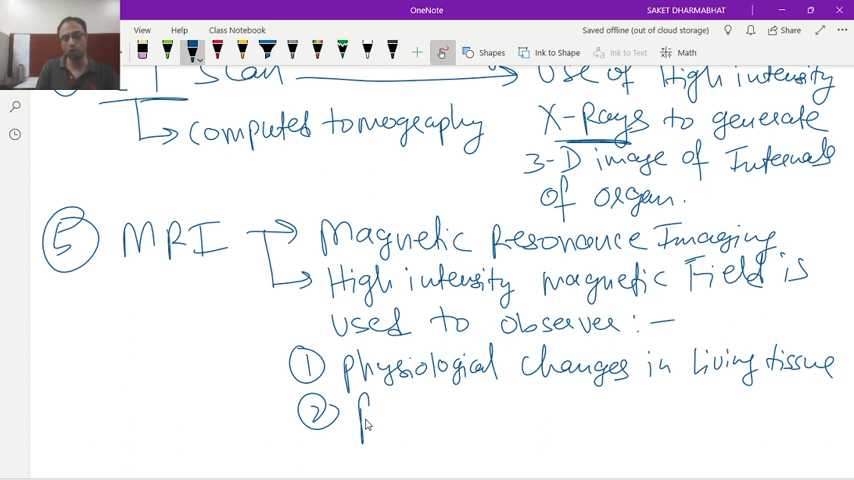 OneNote
SAKET DHARMABHAT
View Help Class Notebook
Saved offline (out of cloud storage)
Share
Shapes
Ink to Shape
Ink to Text
Math
Scan
Use of High intensity
computed tomography
X-Rays to generate
3-D image of Internals
of organ.
5 MRI
Magnetic Resonance Imaging
High intensity magnetic Field is
used to observer :-
1 physiological changes in living tissue
2 p